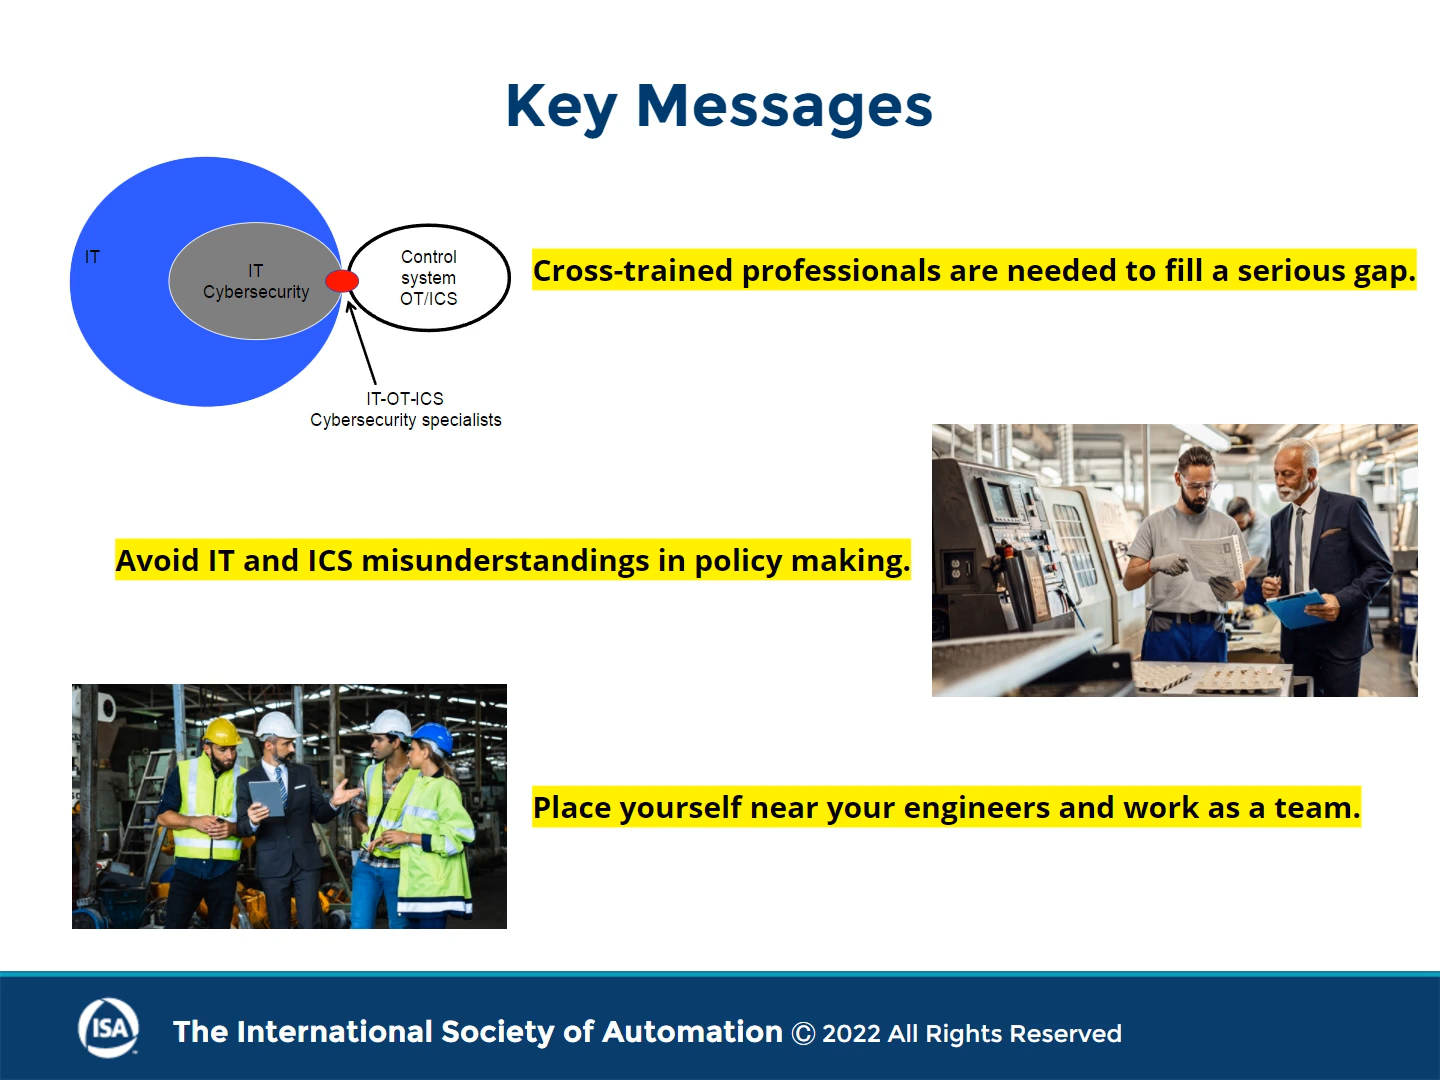 Key Messages
IT
IT
Cybersecurity
Control
system
OT/ICS
IT-OT-ICS
Cybersecurity specialists
Cross-trained professionals are needed to fill a serious gap.
Avoid IT and ICS misunderstandings in policy making.
Place yourself near your engineers and work as a team.
ISA
The International Society of Automation © 2022 All Rights Reserved